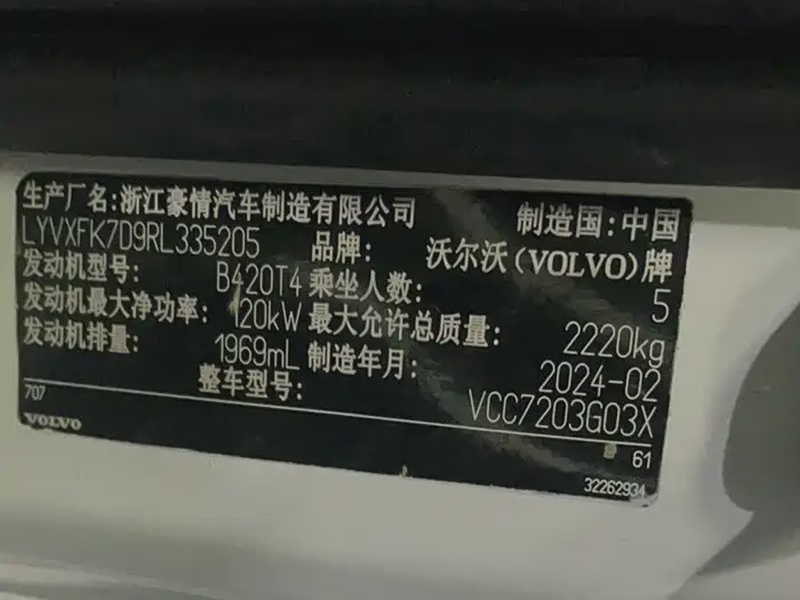 生产厂名:浙江豪情汽车制造有限公司 制造国:中国
LYVXFK7D9RL335205 品牌: 沃尔沃(VOLVO)牌
发动机型号: B420T4 乘坐人数: 5
发动机最大净功率: 120kW 最大允许总质量: 2220kg
发动机排量: 1969mL 制造年月: 2024-02
整车型号: VCC7203G03X
707 61
VOLVO 32262934